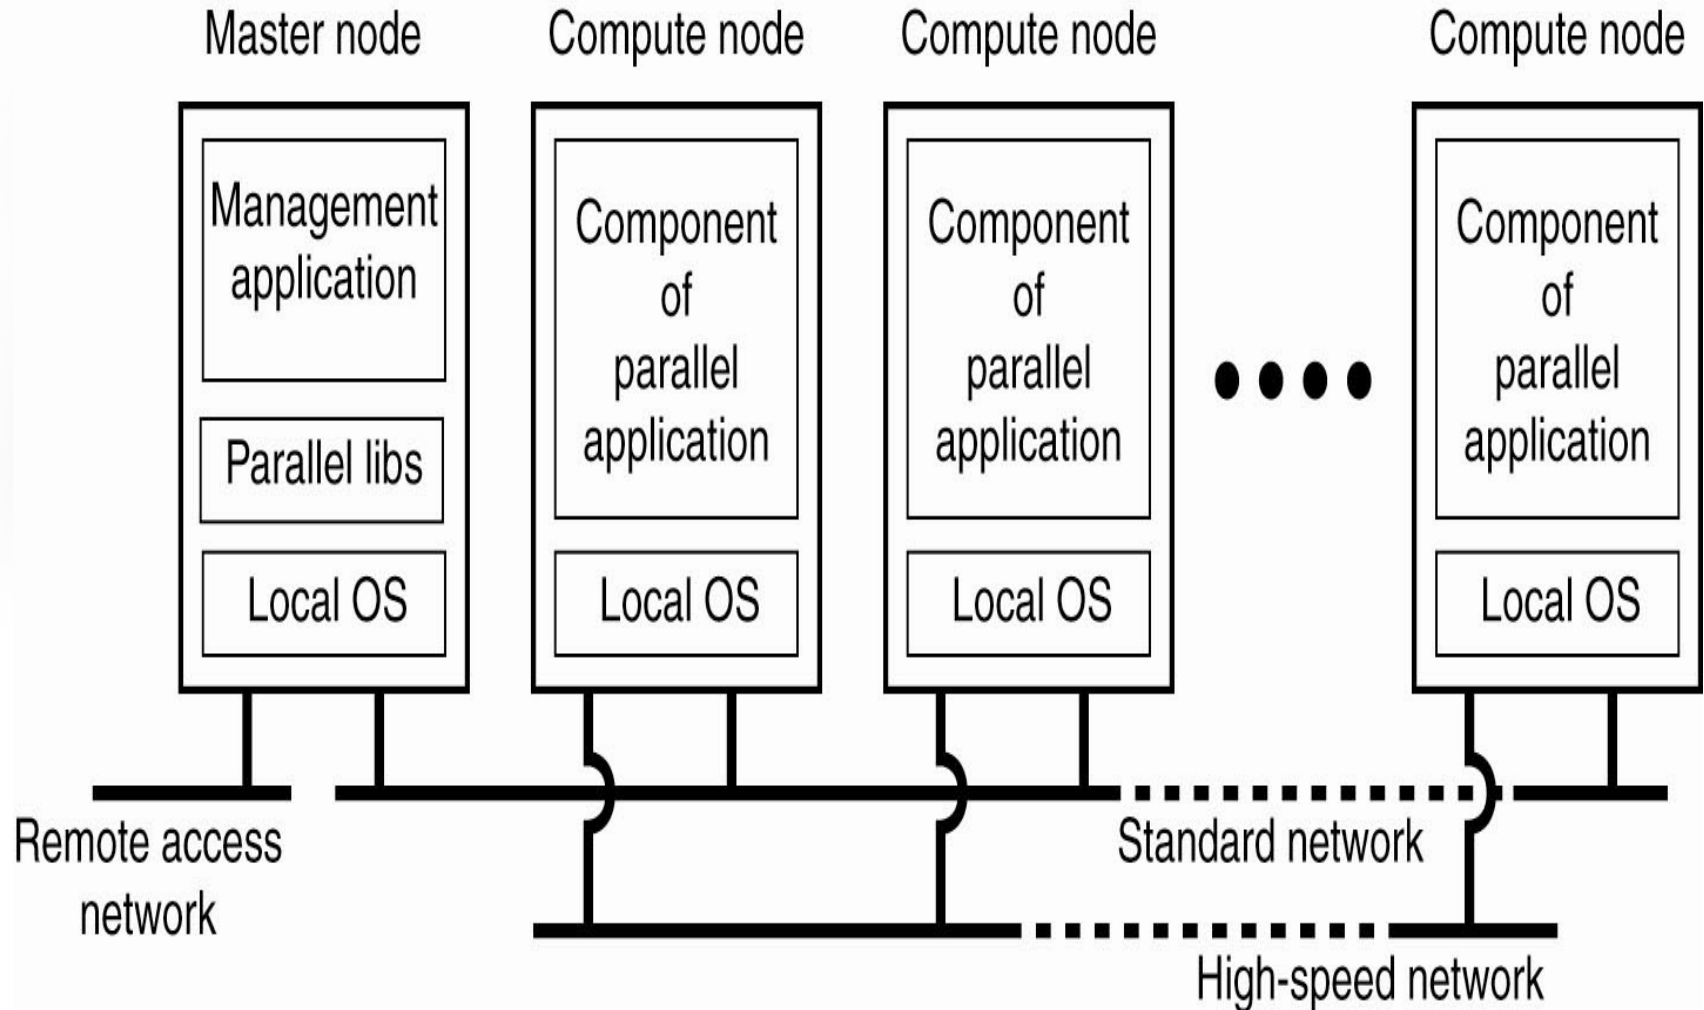 Master node
Compute node
Compute node
Compute node
Management
application
Parallel libs
Local OS
Component
of
parallel
application
Local OS
Component
of
parallel
application
Local OS
Component
of
parallel
application
Local OS
Remote access
network
Standard network
High-speed network